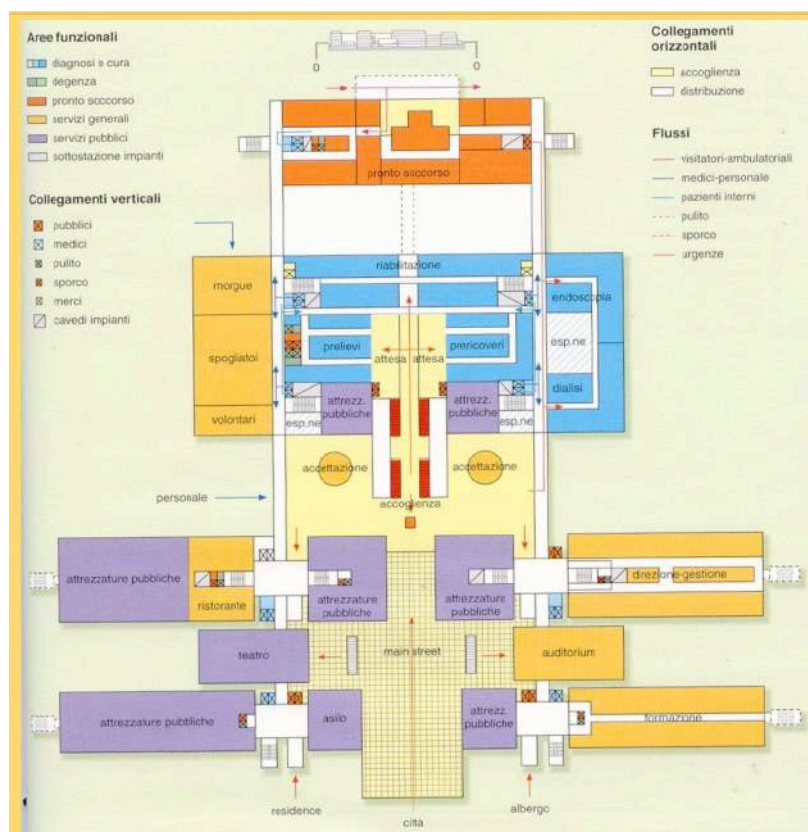 Aree funzionali
diagnosi e cura
degenza
pronto soccorso
servizi generali
servizi pubblici
sottostazione impianti
Collegamenti verticali
pubblici
medici
pulito
sporco
merci
cavedi impianti
Collegamenti
orizzontali
accoglienza
distribuzione
Flussi
visitatori-ambulatoriali
medici-personale
pazienti interni
pulito
sporco
urgenze
0
0
pronto soccorso
morgue
riabilitazione
endoscopia
spogliatoi
prelievi
attesa
attesa
prericoveri
esp.ne
dialisi
volontari
attrezz.
pubbliche
attrezz.
pubbliche
esp.ne
esp.ne
accettazione
accettazione
personale
accoglienza
attrezzature pubbliche
ristorante
attrezzature
pubbliche
attrezzature
pubbliche
direzione-gestione
teatro
main street
auditorium
attrezzature pubbliche
asilo
attrezz.
pubbliche
formazione
residence
città
albergo